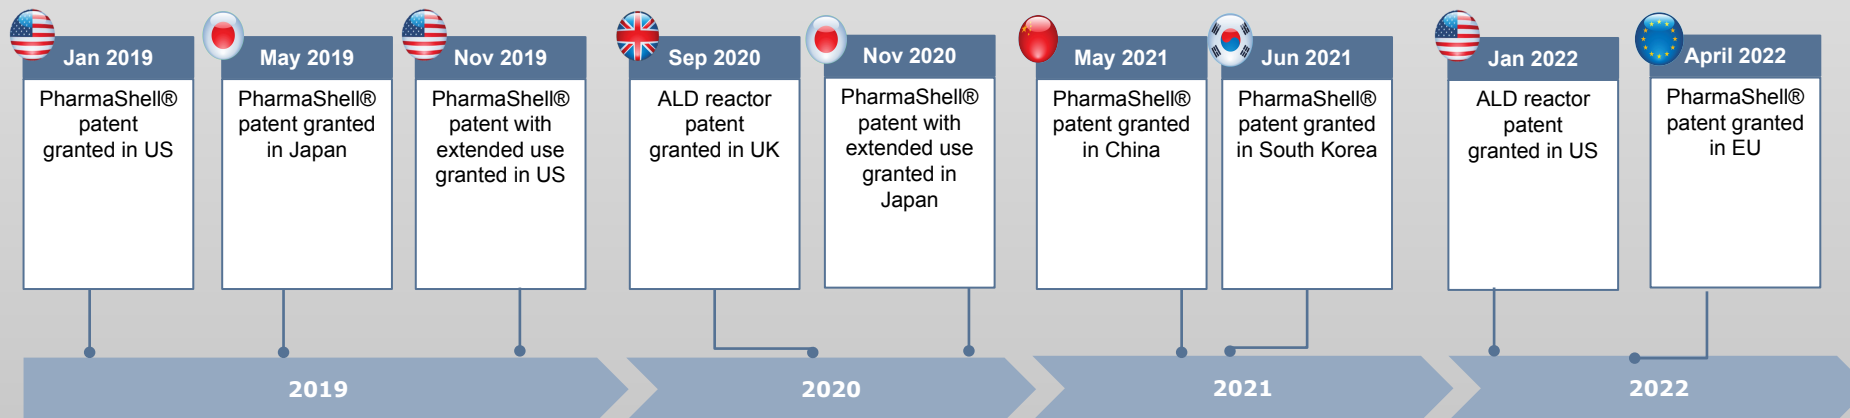 Jan 2019
PharmaShell®
patent
granted in US
May 2019
PharmaShell®
patent granted
in Japan
Nov 2019
PharmaShell®
patent with
extended use
granted in US
Sep 2020
ALD reactor
patent
granted in UK
Nov 2020
PharmaShell®
patent with
extended use
granted in
Japan
May 2021
PharmaShell®
patent granted
in China
Jun 2021
PharmaShell®
patent granted
in South Korea
Jan 2022
ALD reactor
patent
granted in US
April 2022
PharmaShell®
patent granted
in EU
2019
2020
2021
2022